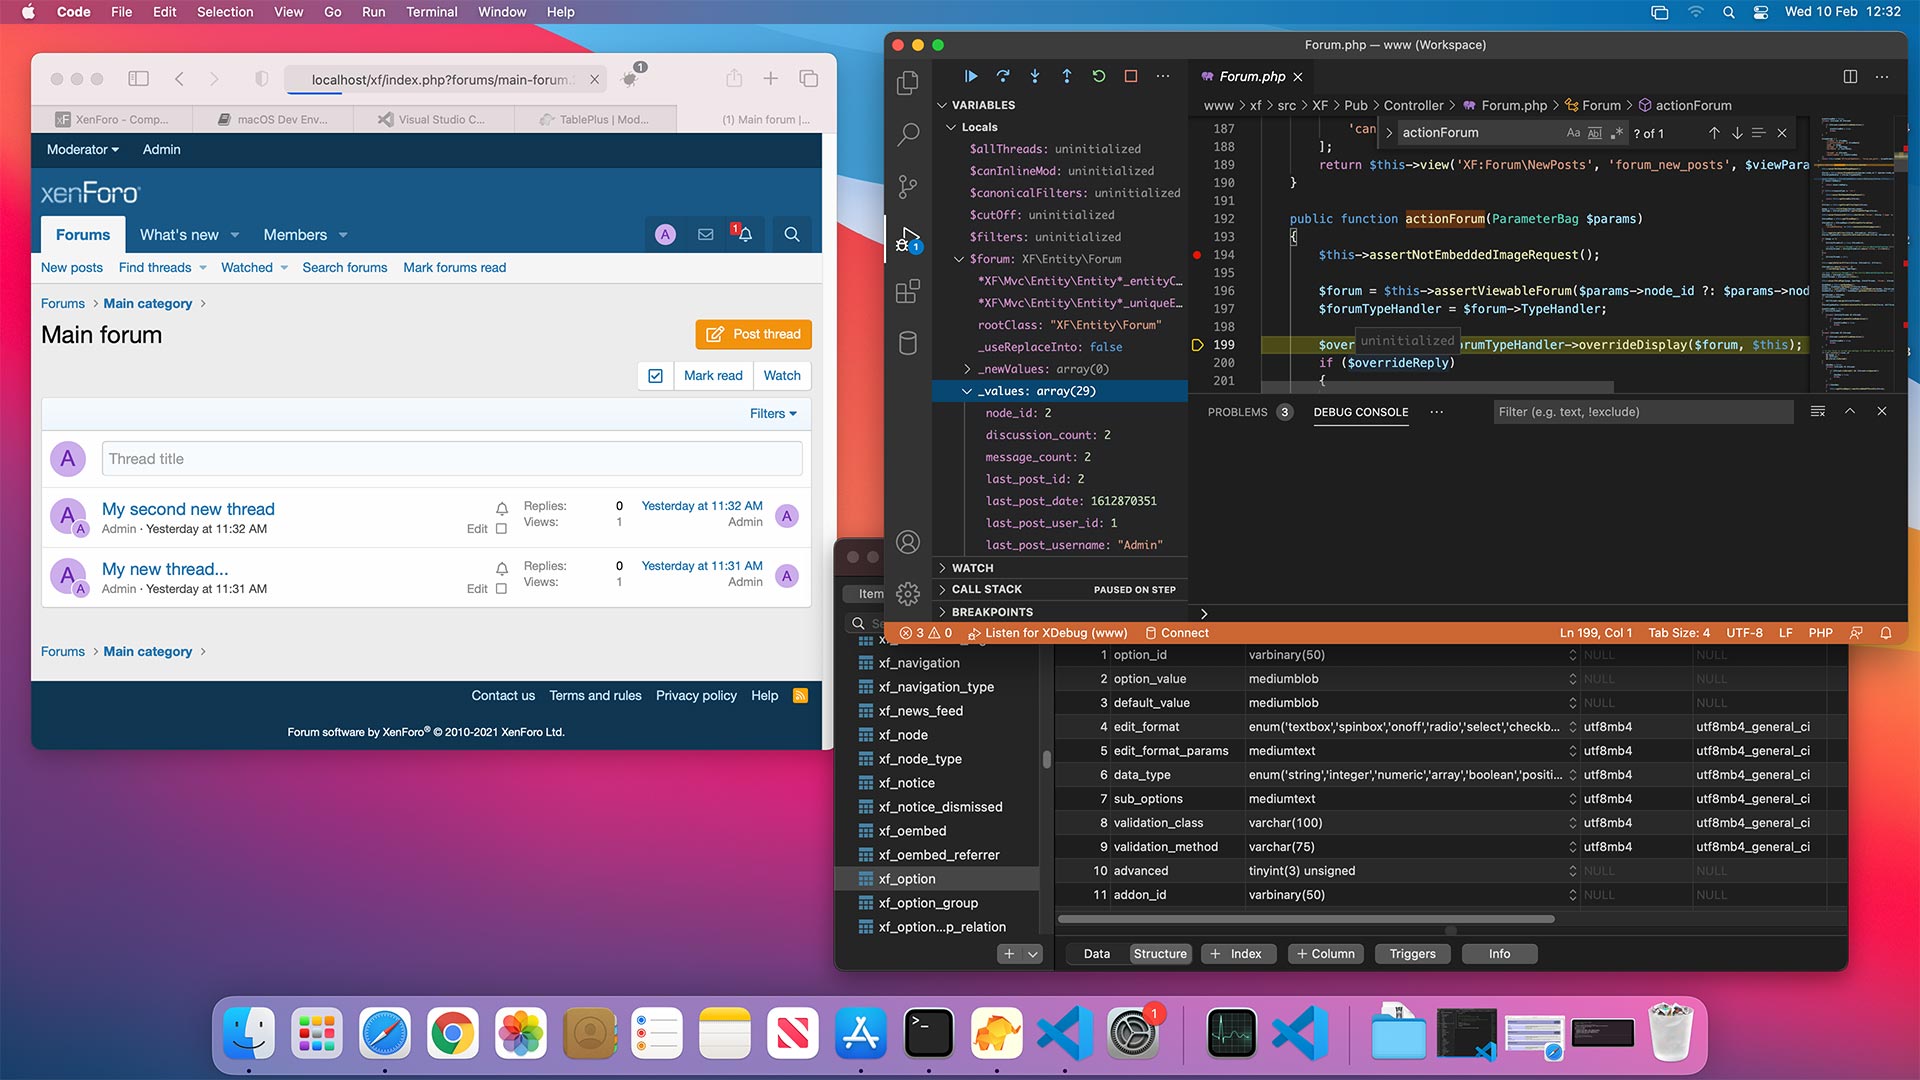 Code File Edit Selection View Go Run Terminal Window Help
Wed 10 Feb 12:32
localhost/xf/index.php?forums/main-forum.
1
XenForo - Comp...
macOS Dev Env...
Visual Studio C...
TablePlus | Mod...
(1) Main forum |...
Moderator Admin
xenForo
Forums What's new Members A 1
New posts Find threads Watched Search forums Mark forums read
Forums Main category
Main forum
Post thread
Mark read Watch
Filters
A Thread title
A A My second new thread Replies: 0 Yesterday at 11:32 AM A
Admin · Yesterday at 11:32 AM Edit Views: 1 Admin
A A My new thread... Replies: 0 Yesterday at 11:31 AM A
Admin · Yesterday at 11:31 AM Edit Views: 1 Admin
Forums Main category
Contact us Terms and rules Privacy policy Help
Forum software by XenForo® © 2010-2021 XenForo Ltd.
Forum.php — www (Workspace)
1
VARIABLES
Locals
$allThreads: uninitialized
$canInlineMod: uninitialized
$canonicalFilters: uninitialized
$cutOff: uninitialized
$filters: uninitialized
$forum: XF\Entity\Forum
*XF\Mvc\Entity\Entity*_entityC...
*XF\Mvc\Entity\Entity*_uniqueE...
rootClass: "XF\Entity\Forum"
_useReplaceInto: false
_newValues: array(0)
_values: array(29)
node_id: 2
discussion_count: 2
message_count: 2
last_post_id: 2
last_post_date: 1612870351
last_post_user_id: 1
last_post_username: "Admin"
WATCH
CALL STACK PAUSED ON STEP
BREAKPOINTS
Forum.php
www > xf > src > XF > Pub > Controller > Forum.php > Forum > actionForum
actionForum Aa Abl .* ? of 1
187 'can
188 ];
189 return $this->view('XF:Forum\NewPosts', 'forum_new_posts', $viewPara
190 }
191
192 public function actionForum(ParameterBag $params)
193 {
194 $this->assertNotEmbeddedImageRequest();
195
196 $forum = $this->assertViewableForum($params->node_id ?: $params->nod
197 $forumTypeHandler = $forum->TypeHandler;
198
uninitialized
199 $over orumTypeHandler->overrideDisplay($forum, $this);
200 if ($overrideReply)
201 {
PROBLEMS 3 DEBUG CONSOLE Filter (e.g. text, !exclude)
3 0 Listen for XDebug (www) Connect Ln 199, Col 1 Tab Size: 4 UTF-8 LF PHP
Item
Se
xf_navigation
xf_navigation_type
xf_news_feed
xf_node
xf_node_type
xf_notice
xf_notice_dismissed
xf_oembed
xf_oembed_referrer
xf_option
xf_option_group
xf_option...p_relation
1 option_id varbinary(50) NULL NULL
2 option_value mediumblob NULL NULL
3 default_value mediumblob NULL NULL
4 edit_format enum('textbox','spinbox','onoff','radio','select','checkb... utf8mb4 utf8mb4_general_ci
5 edit_format_params mediumtext utf8mb4 utf8mb4_general_ci
6 data_type enum('string','integer','numeric','array','boolean','positi... utf8mb4 utf8mb4_general_ci
7 sub_options mediumtext utf8mb4 utf8mb4_general_ci
8 validation_class varchar(100) utf8mb4 utf8mb4_general_ci
9 validation_method varchar(75) utf8mb4 utf8mb4_general_ci
10 advanced tinyint(3) unsigned NULL NULL
11 addon_id varbinary(50) NULL NULL
Data Structure + Index + Column Triggers Info
1